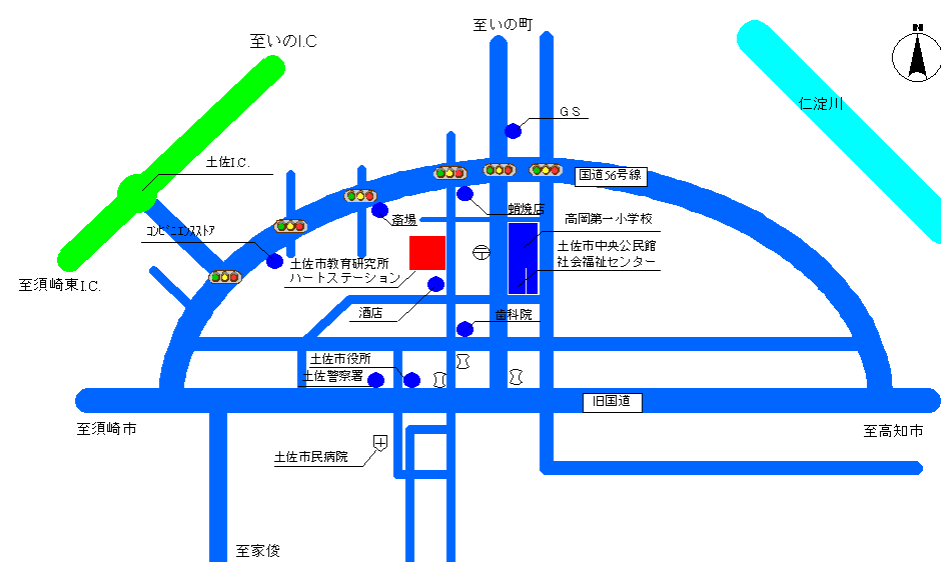 至いの町
至いのI.C
N
仁淀川
GS
土佐I.C.
国道56号線
蛸焼店
斎場
高岡第一小学校
ｺﾝﾋﾞﾆｴﾝｽｽﾄｱ
土佐市中央公民館
社会福祉センター
土佐市教育研究所
ハートステーション
至須崎東I.C.
酒店
歯科院
土佐市役所
土佐警察署
旧国道
至須崎市
至高知市
土佐市民病院
至家俊